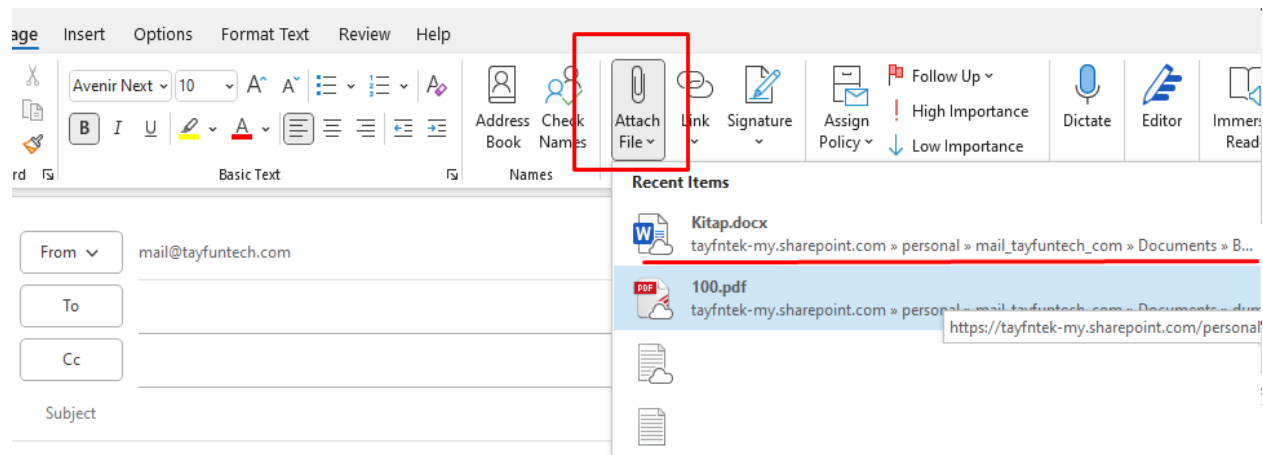 age Insert Options Format Text Review Help
Avenir Next 10
B I U A
Address Book
Check Names
Attach File
Link
Signature
Assign Policy
Follow Up
High Importance
Low Importance
Dictate
Editor
Immers
Read
rd Basic Text Names
Recent Items
Kitap.docx
tayfntek-my.sharepoint.com » personal » mail_tayfuntech_com » Documents » B...
100.pdf
tayfntek-my.sharepoint.com » personal » mail_tayfuntech_com » Documents » dum
https://tayfntek-my.sharepoint.com/personal
From mail@tayfuntech.com
To
Cc
Subject